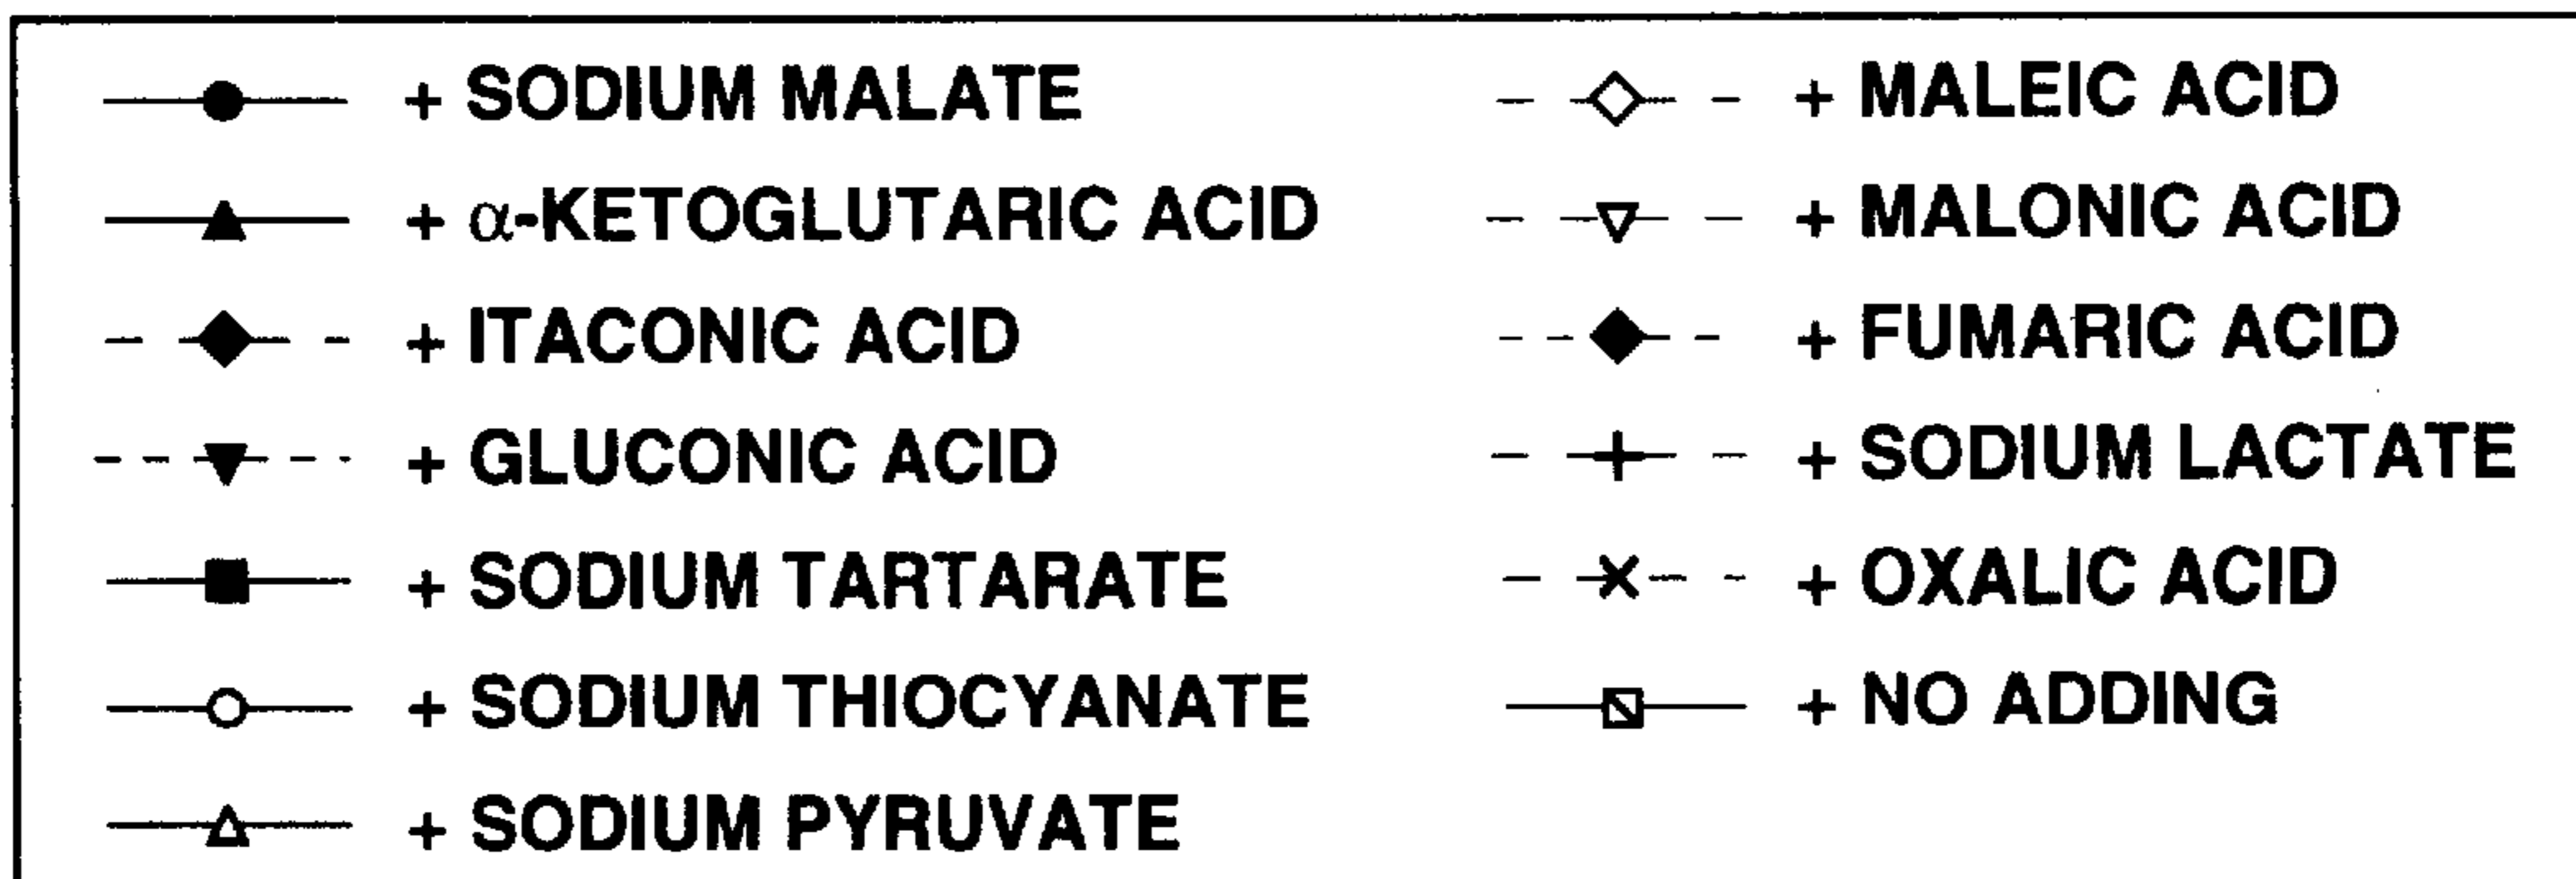 + SODIUM MALATE
+ α-KETOGLUTARIC ACID
+ ITACONIC ACID
+ GLUCONIC ACID
+ SODIUM TARTARATE
+ SODIUM THIOCYANATE
+ SODIUM PYRUVATE
+ MALEIC ACID
+ MALONIC ACID
+ FUMARIC ACID
+ SODIUM LACTATE
+ OXALIC ACID
+ NO ADDING